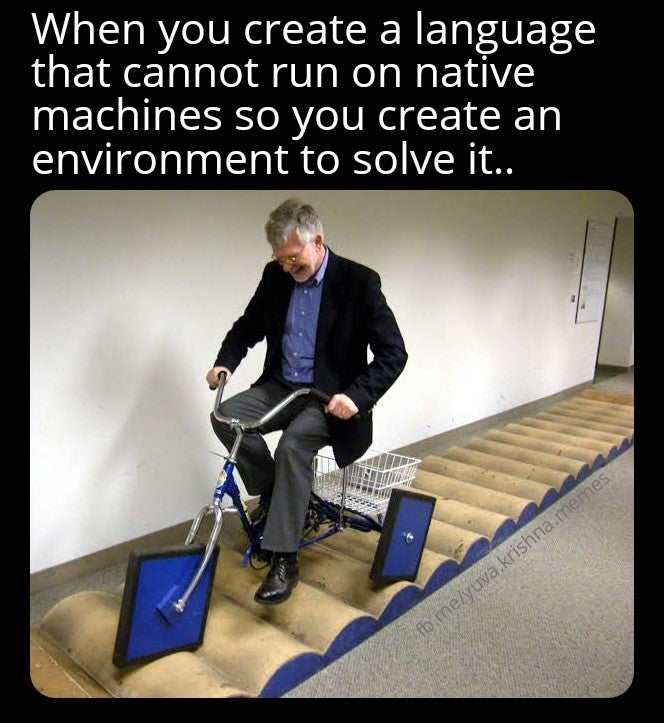 When you create a language
that cannot run on native
machines so you create an
environment to solve it..
fb.me/yuva.krishna.memes